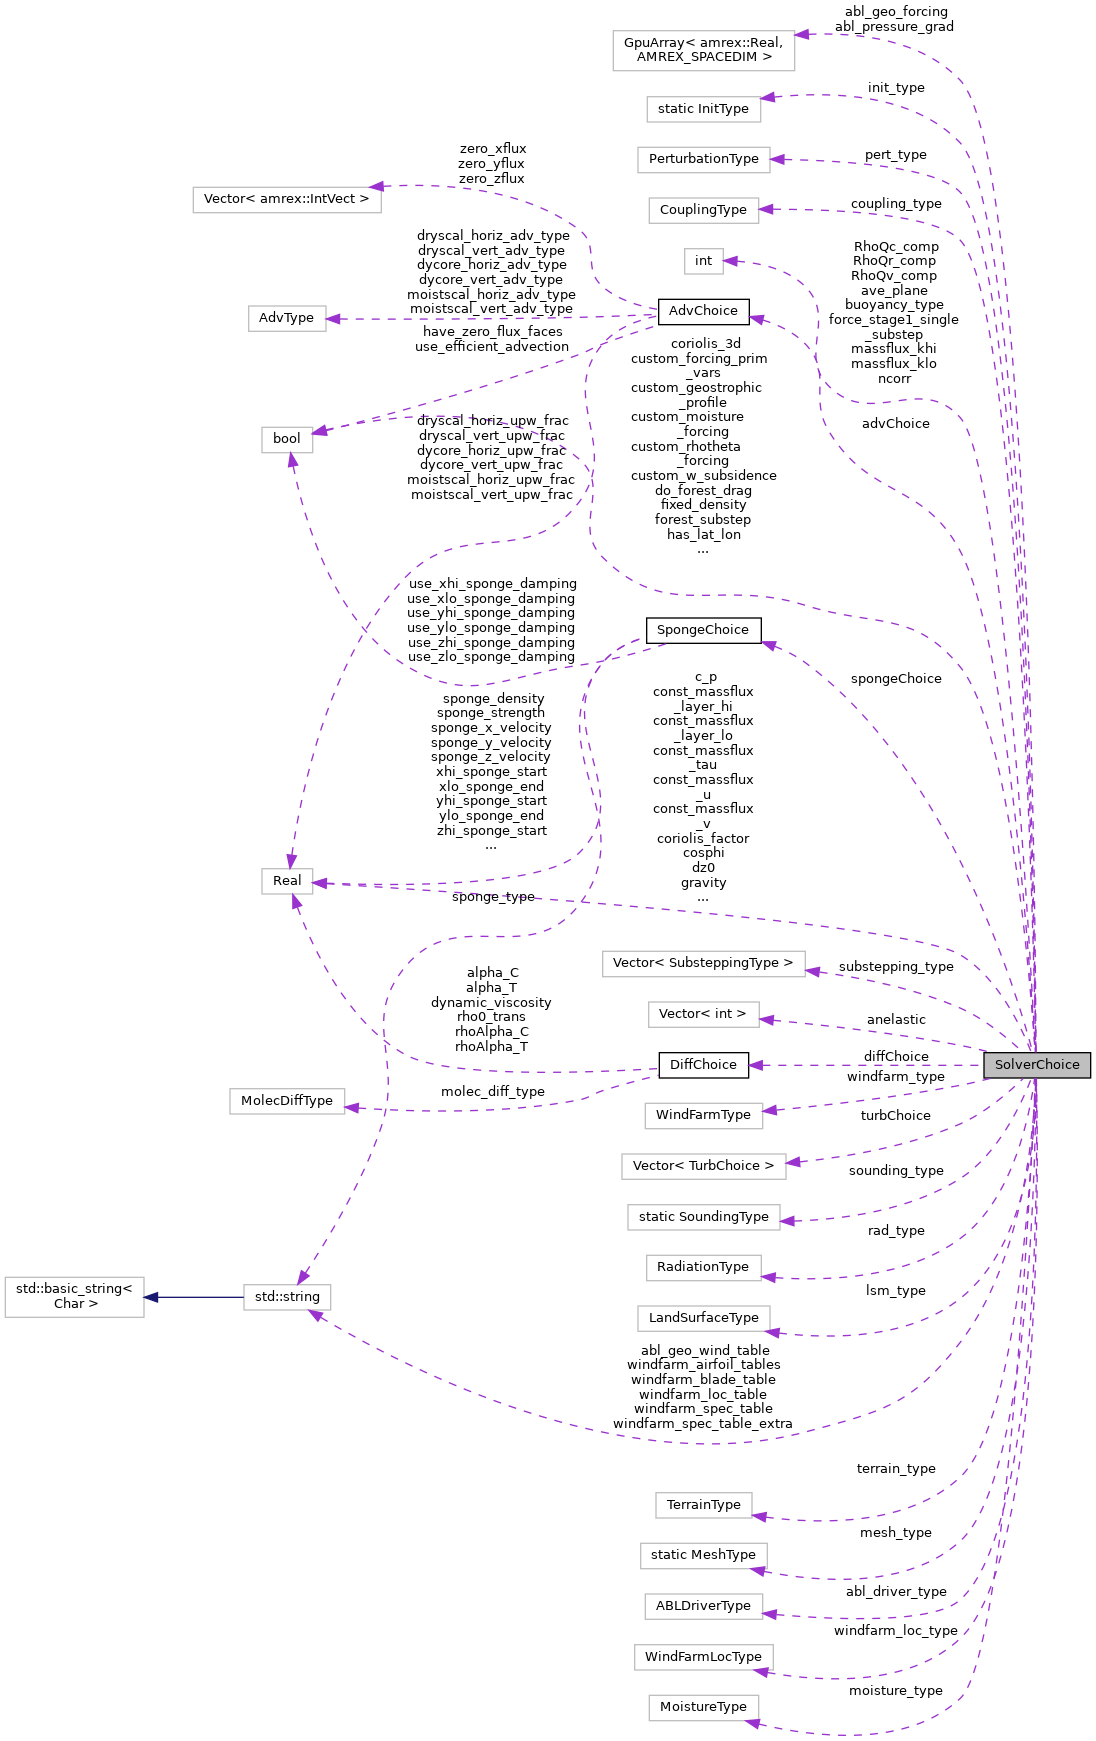 abl_geo_forcing
abl_pressure_grad
GpuArray< amrex::Real,
AMREX_SPACEDIM >
init_type
static InitType
zero_xflux
zero_yflux
zero_zflux
pert_type
PerturbationType
Vector< amrex::IntVect >
coupling_type
CouplingType
dryscal_horiz_adv_type
dryscal_vert_adv_type
dycore_horiz_adv_type
dycore_vert_adv_type
moistscal_horiz_adv_type
moistscal_vert_adv_type
int
RhoQc_comp
RhoQr_comp
RhoQv_comp
ave_plane
buoyancy_type
force_stage1_single
_substep
massflux_khi
massflux_klo
ncorr
AdvType
AdvChoice
have_zero_flux_faces
use_efficient_advection
coriolis_3d
custom_forcing_prim
_vars
custom_geostrophic
_profile
custom_moisture
_forcing
custom_rhotheta
_forcing
custom_w_subsidence
do_forest_drag
fixed_density
forest_substep
has_lat_lon
...
advChoice
bool
dryscal_horiz_upw_frac
dryscal_vert_upw_frac
dycore_horiz_upw_frac
dycore_vert_upw_frac
moistscal_horiz_upw_frac
moistscal_vert_upw_frac
use_xhi_sponge_damping
use_xlo_sponge_damping
use_yhi_sponge_damping
use_ylo_sponge_damping
use_zhi_sponge_damping
use_zlo_sponge_damping
SpongeChoice
spongeChoice
sponge_density
sponge_strength
sponge_x_velocity
sponge_y_velocity
sponge_z_velocity
xhi_sponge_start
xlo_sponge_end
yhi_sponge_start
ylo_sponge_end
zhi_sponge_start
...
c_p
const_massflux
_layer_hi
const_massflux
_layer_lo
const_massflux
_tau
const_massflux
_u
const_massflux
_v
coriolis_factor
cosphi
dz0
gravity
...
Real
sponge_type
Vector< SubsteppingType >
substepping_type
alpha_C
alpha_T
dynamic_viscosity
rho0_trans
rhoAlpha_C
rhoAlpha_T
Vector< int >
anelastic
DiffChoice
diffChoice
SolverChoice
windfarm_type
MolecDiffType
molec_diff_type
WindFarmType
turbChoice
Vector< TurbChoice >
sounding_type
static SoundingType
rad_type
RadiationType
std::basic_string<
Char >
std::string
lsm_type
LandSurfaceType
abl_geo_wind_table
windfarm_airfoil_tables
windfarm_blade_table
windfarm_loc_table
windfarm_spec_table
windfarm_spec_table_extra
terrain_type
TerrainType
mesh_type
static MeshType
abl_driver_type
ABLDriverType
windfarm_loc_type
WindFarmLocType
moisture_type
MoistureType